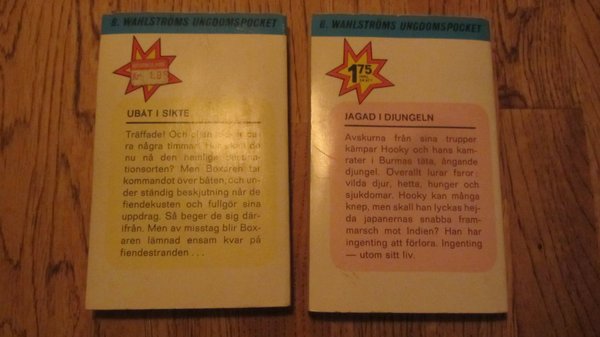 B. WAHLSTRÖMS UNGDOMSPOCKET
UBÅT I SIKTE
Träffade! Och
ra några timmar.
nu nå den hemliga
tionsorten? Men Boxaren tar
kommandot över båten, och un-
der ständig beskjutning når de
fiendekusten och fullgör sina
uppdrag. Så beger de sig där-
ifrån. Men av misstag blir Box-
aren lämnad ensam kvar på
fiendestranden . . .
B. WAHLSTRÖMS UNGDOMSPOCKET
1 75
JAGAD I DJUNGELN
Avskurna från sina trupper
kämpar Hooky och hans kam-
rater i Burmas täta, ångande
djungel. Överallt lurar faror -
vilda djur, hetta, hunger och
sjukdomar. Hooky kan många
knep, men skall han lyckas hej-
da japanernas snabba fram-
marsch mot Indien? Han har
ingenting att förlora. Ingenting
— utom sitt liv.